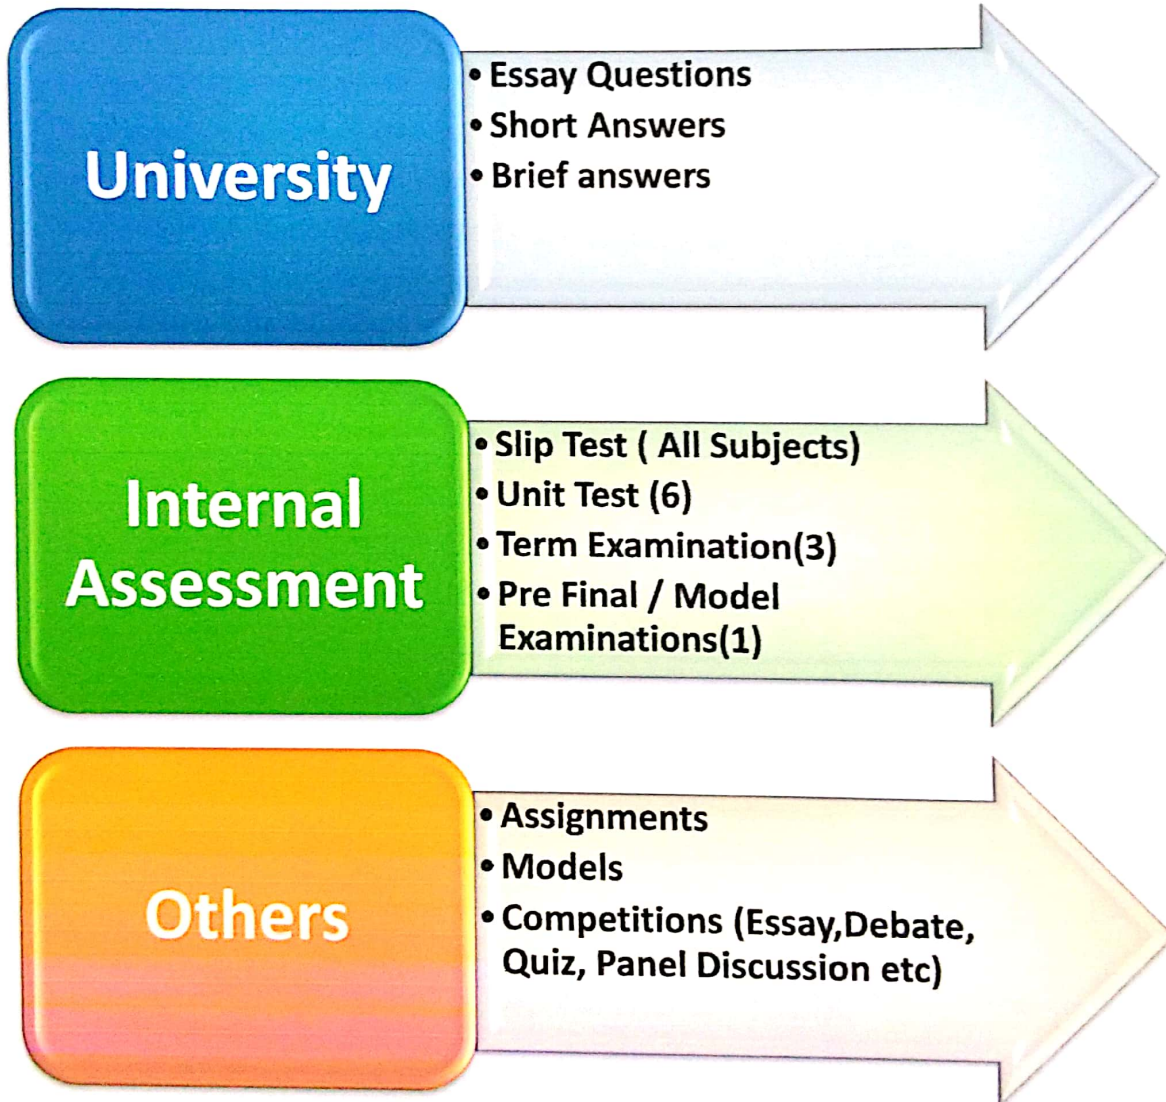 University
• Essay Questions
• Short Answers
• Brief answers
Internal
Assessment
• Slip Test ( All Subjects)
• Unit Test (6)
• Term Examination(3)
• Pre Final / Model
Examinations(1)
Others
• Assignments
• Models
• Competitions (Essay,Debate,
Quiz, Panel Discussion etc)